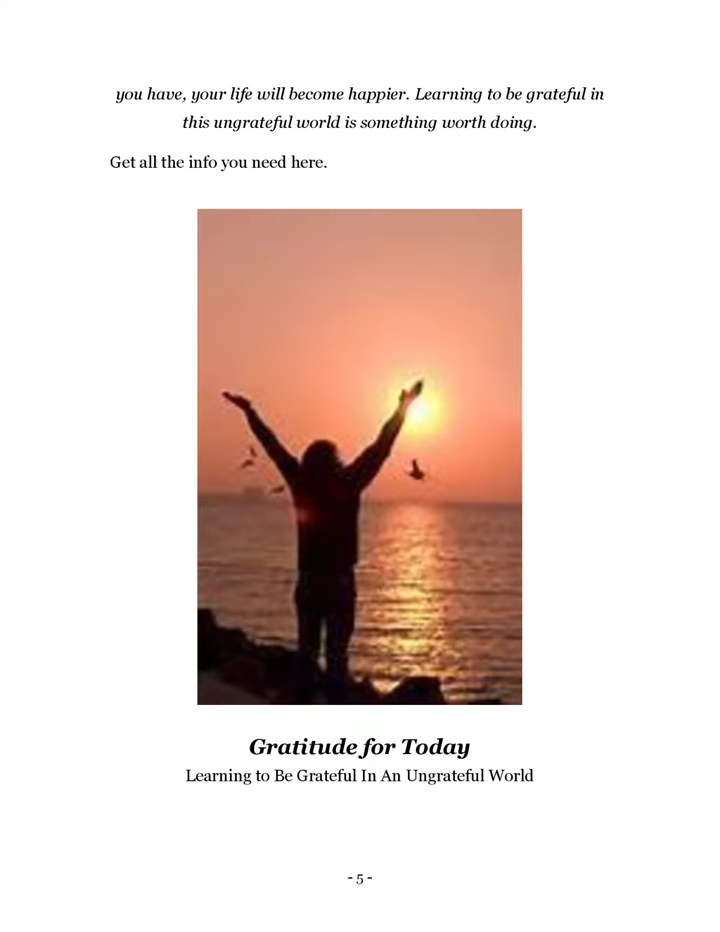 you have, your life will become happier. Learning to be grateful in
this ungrateful world is something worth doing.
Get all the info you need here.
Gratitude for Today
Learning to Be Grateful In An Ungrateful World
- 5 -